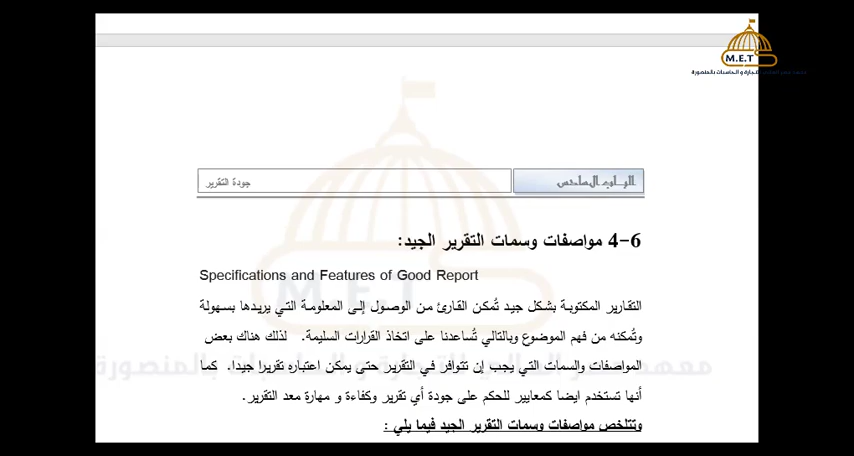 M.E.T
الباب السادس
جودة التقرير
4-6 مواصفات وسمات التقرير الجيد:
Specifications and Features of Good Report
التقارير المكتوبة بشكل جيد تُمكن القارئ من الوصول إلى المعلومة التي يريدها بسهولة
وتُمكنه من فهم الموضوع وبالتالي تُساعدنا على اتخاذ القرارات السليمة. لذلك هناك بعض
المواصفات والسمات التي يجب إن تتوافر في التقرير حتى يمكن اعتباره تقريرا جيدا. كما
أنها تستخدم ايضا كمعايير للحكم على جودة أي تقرير وكفاءة و مهارة معد التقرير.
وتتلخص مواصفات وسمات التقرير الجيد فيما يلي :